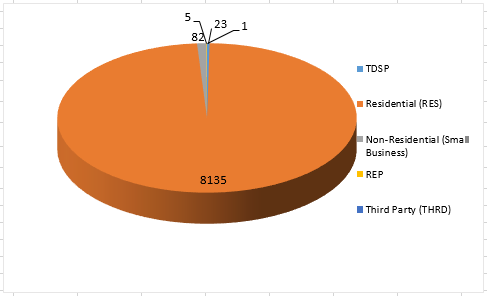 5
23
1
82
TDSP
Residential (RES)
Non-Residential (Small
Business)
REP
Third Party (THRD)
8135